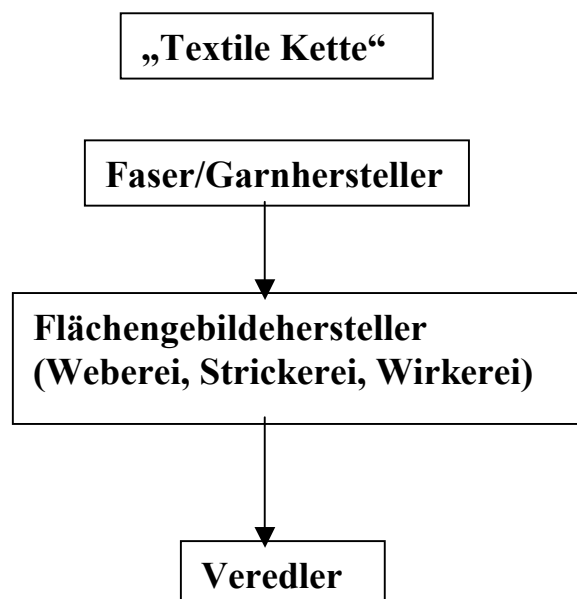 „Textile Kette“
Faser/Garnhersteller
Flächengebildehersteller
(Weberei, Strickerei, Wirkerei)
Veredler